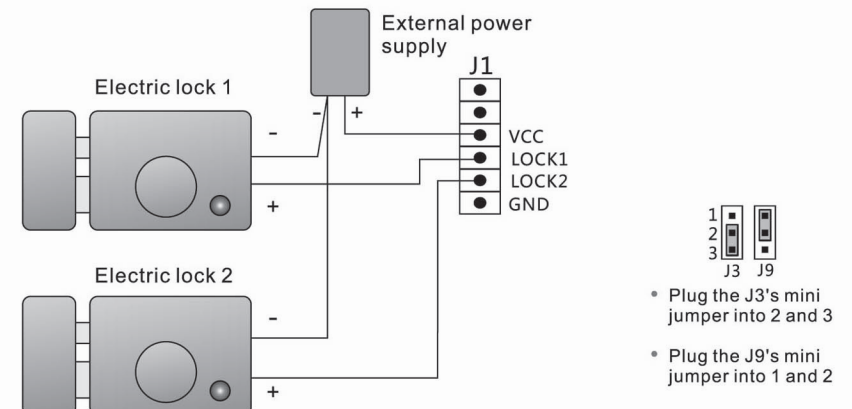 External power
supply
J1
Electric lock 1
-
+
-
+
VCC
LOCK1
LOCK2
GND
Electric lock 2
-
+
1
2
3
J3 J9
• Plug the J3's mini
jumper into 2 and 3
• Plug the J9's mini
jumper into 1 and 2